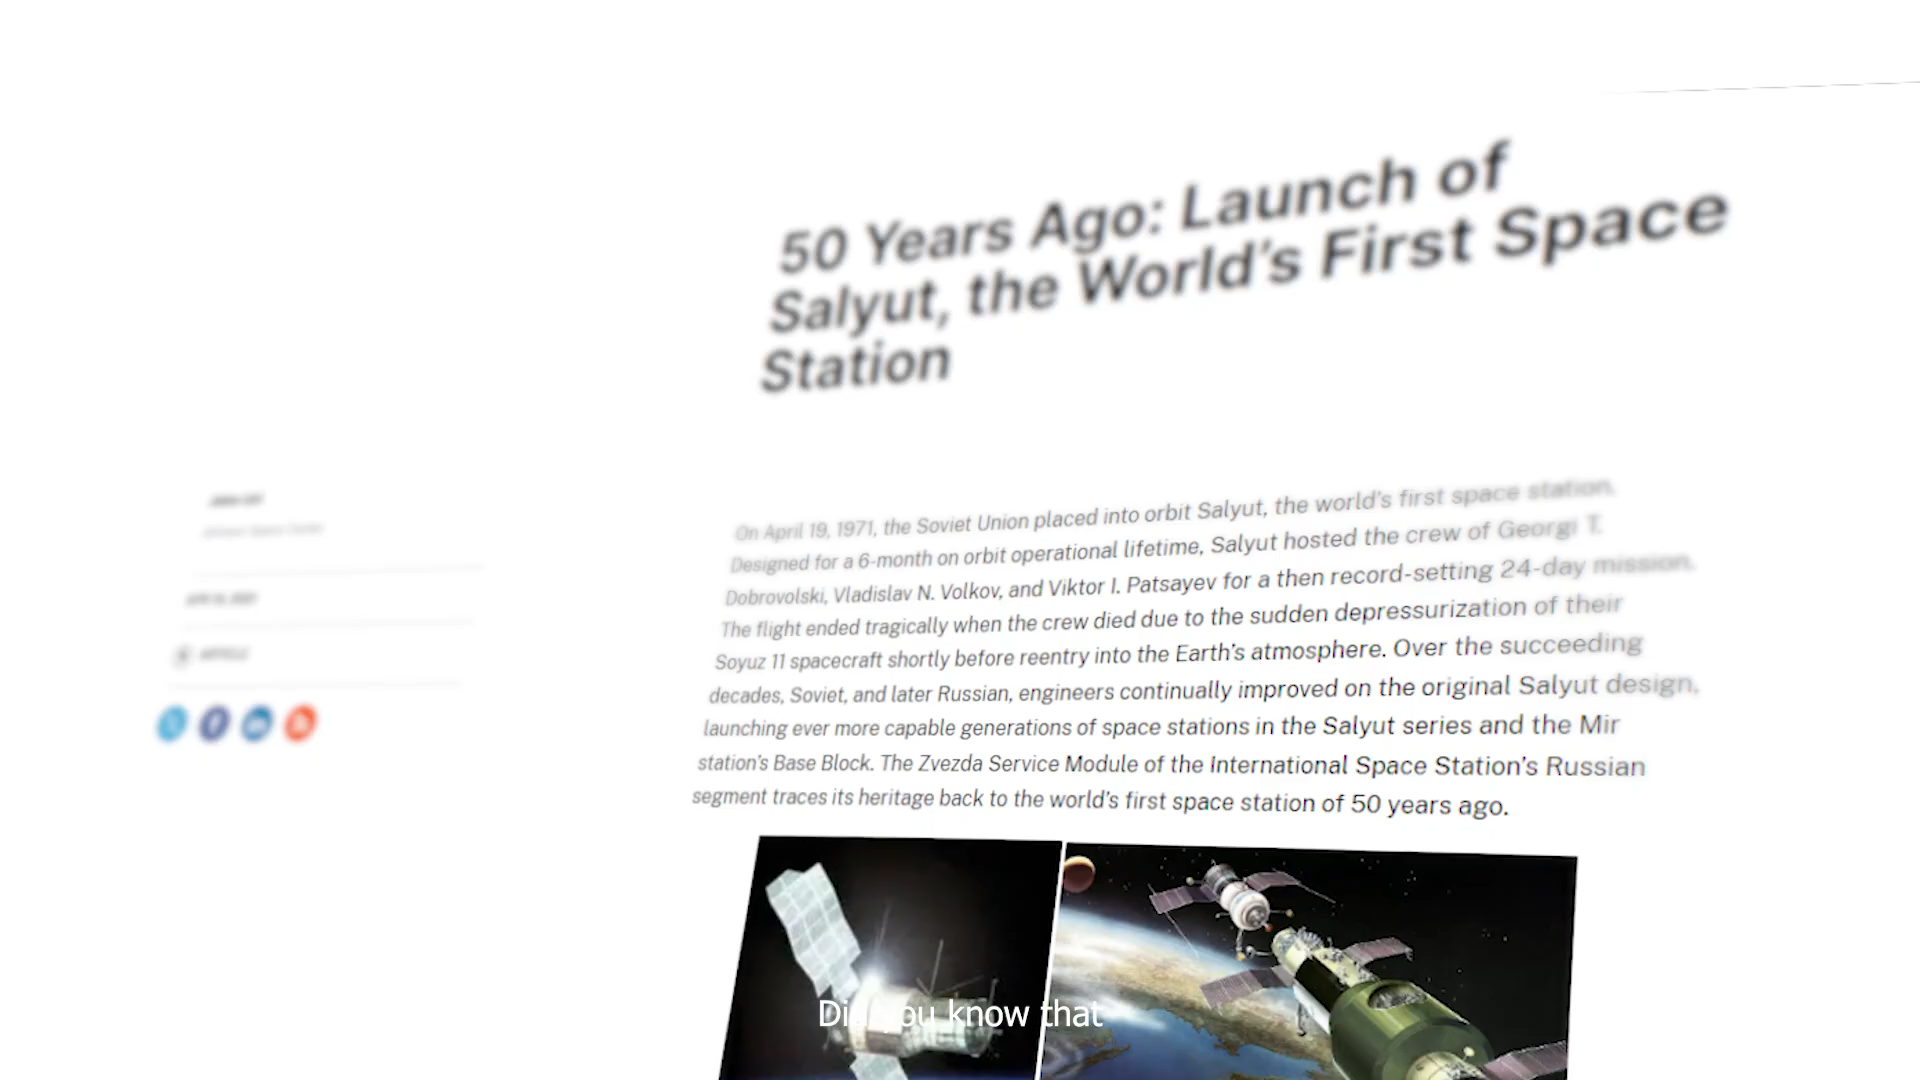 50 Years Ago: Launch of
Salyut, the World's First Space
Station
On April 19, 1971, the Soviet Union placed into orbit Salyut, the world's first space station.
Designed for a 6-month on orbit operational lifetime, Salyut hosted the crew of Georgi T.
Dobrovolski, Vladislav N. Volkov, and Viktor I. Patsayev for a then record-setting 24-day mission.
The flight ended tragically when the crew died due to the sudden depressurization of their
Soyuz 11 spacecraft shortly before reentry into the Earth's atmosphere. Over the succeeding
decades, Soviet, and later Russian, engineers continually improved on the original Salyut design,
launching ever more capable generations of space stations in the Salyut series and the Mir
station's Base Block. The Zvezda Service Module of the International Space Station's Russian
segment traces its heritage back to the world's first space station of 50 years ago.
ARTICLE
Did you know that